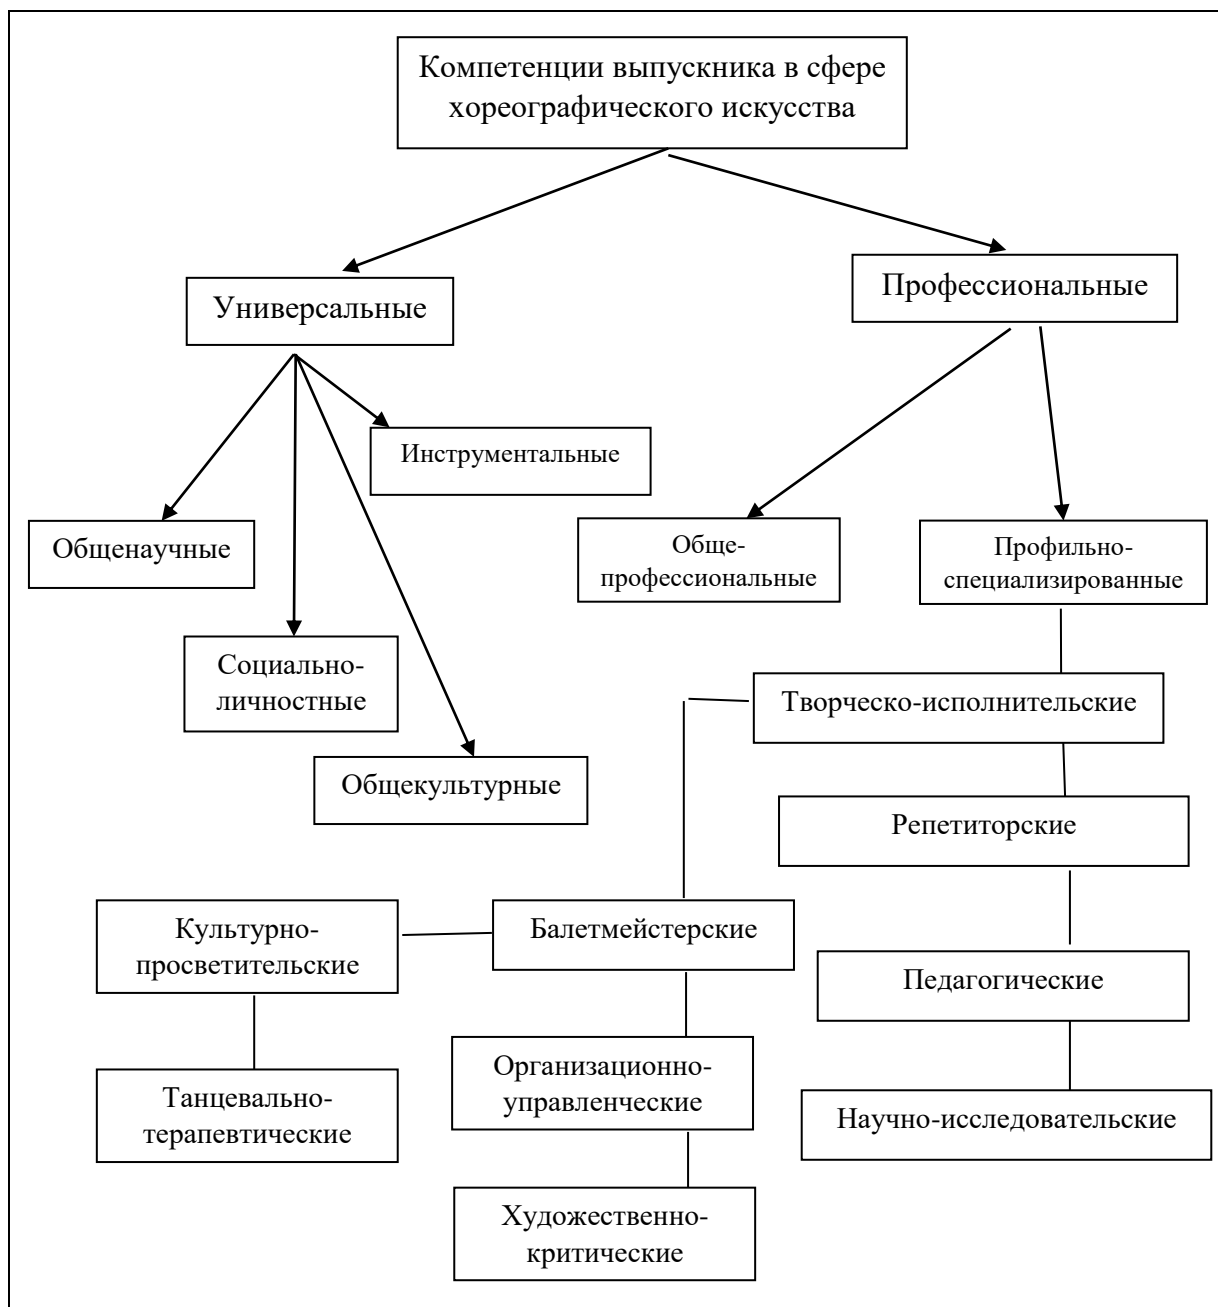 Компетенции выпускника в сфере
хореографического искусства
Профессиональные
Универсальные
Инструментальные
Общенаучные
Обще-
профессиональные
Профильно-
специализированные
Социально-
личностные
Творческо-исполнительские
Общекультурные
Репетиторские
Культурно-
просветительские
Балетмейстерские
Педагогические
Организационно-
управленческие
Танцевально-
терапевтические
Научно-исследовательские
Художественно-
критические